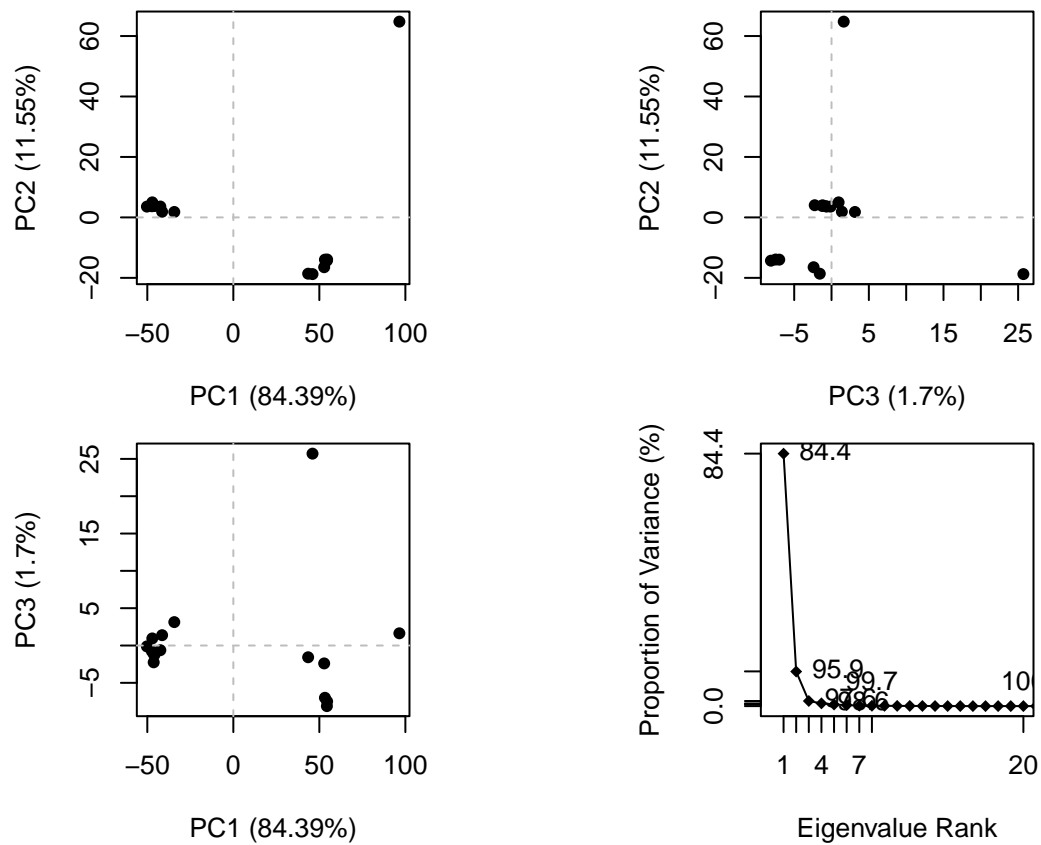 PC2 (11.55%)
60
40
20
0
−20
−50 0 50 100
PC1 (84.39%)
PC2 (11.55%)
60
40
20
0
−20
−5 5 15 25
PC3 (1.7%)
PC3 (1.7%)
25
15
5
−5
−50 0 50 100
PC1 (84.39%)
Proportion of Variance (%)
84.4
0.0
84.4
95.9
99.7
1 4 7 20
Eigenvalue Rank